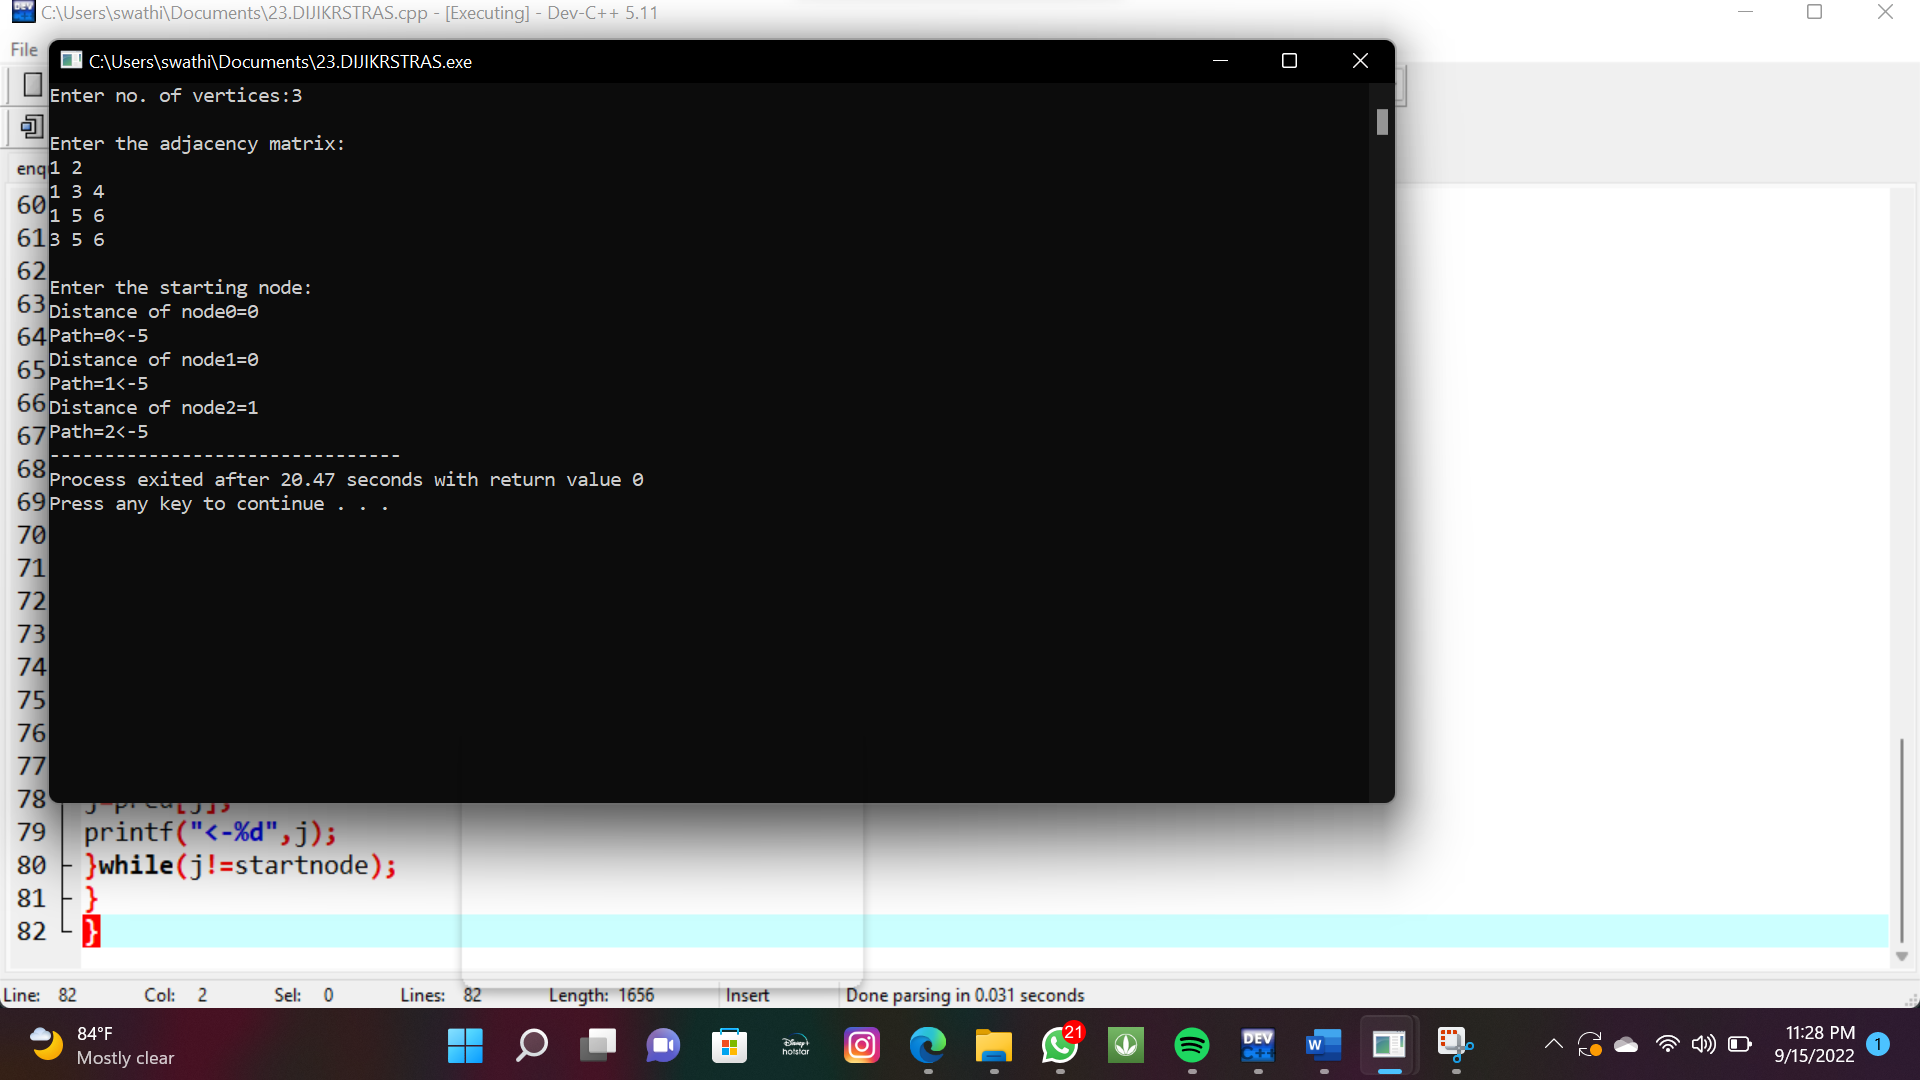 C:\Users\swathi\Documents\23.DIJIKRSTRAS.cpp - [Executing] - Dev-C++ 5.11
File
C:\Users\swathi\Documents\23.DIJIKRSTRAS.exe
Enter no. of vertices:3
Enter the adjacency matrix:
1 2
1 3 4
1 5 6
3 5 6
Enter the starting node:
Distance of node0=0
Path=0<-5
Distance of node1=0
Path=1<-5
Distance of node2=1
Path=2<-5
--------------------------------
Process exited after 20.47 seconds with return value 0
Press any key to continue . . .
enq
60
61
62
63
64
65
66
67
68
69
70
71
72
73
74
75
76
77
78 j=pred[j];
79 printf("<-%d",j);
80 }while(j!=startnode);
81 }
82 }
Line: 82 Col: 2 Sel: 0 Lines: 82 Length: 1656 Insert Done parsing in 0.031 seconds
84°F
Mostly clear
Disney+
hotstar
21
DEV
C++
W
11:28 PM
9/15/2022
1